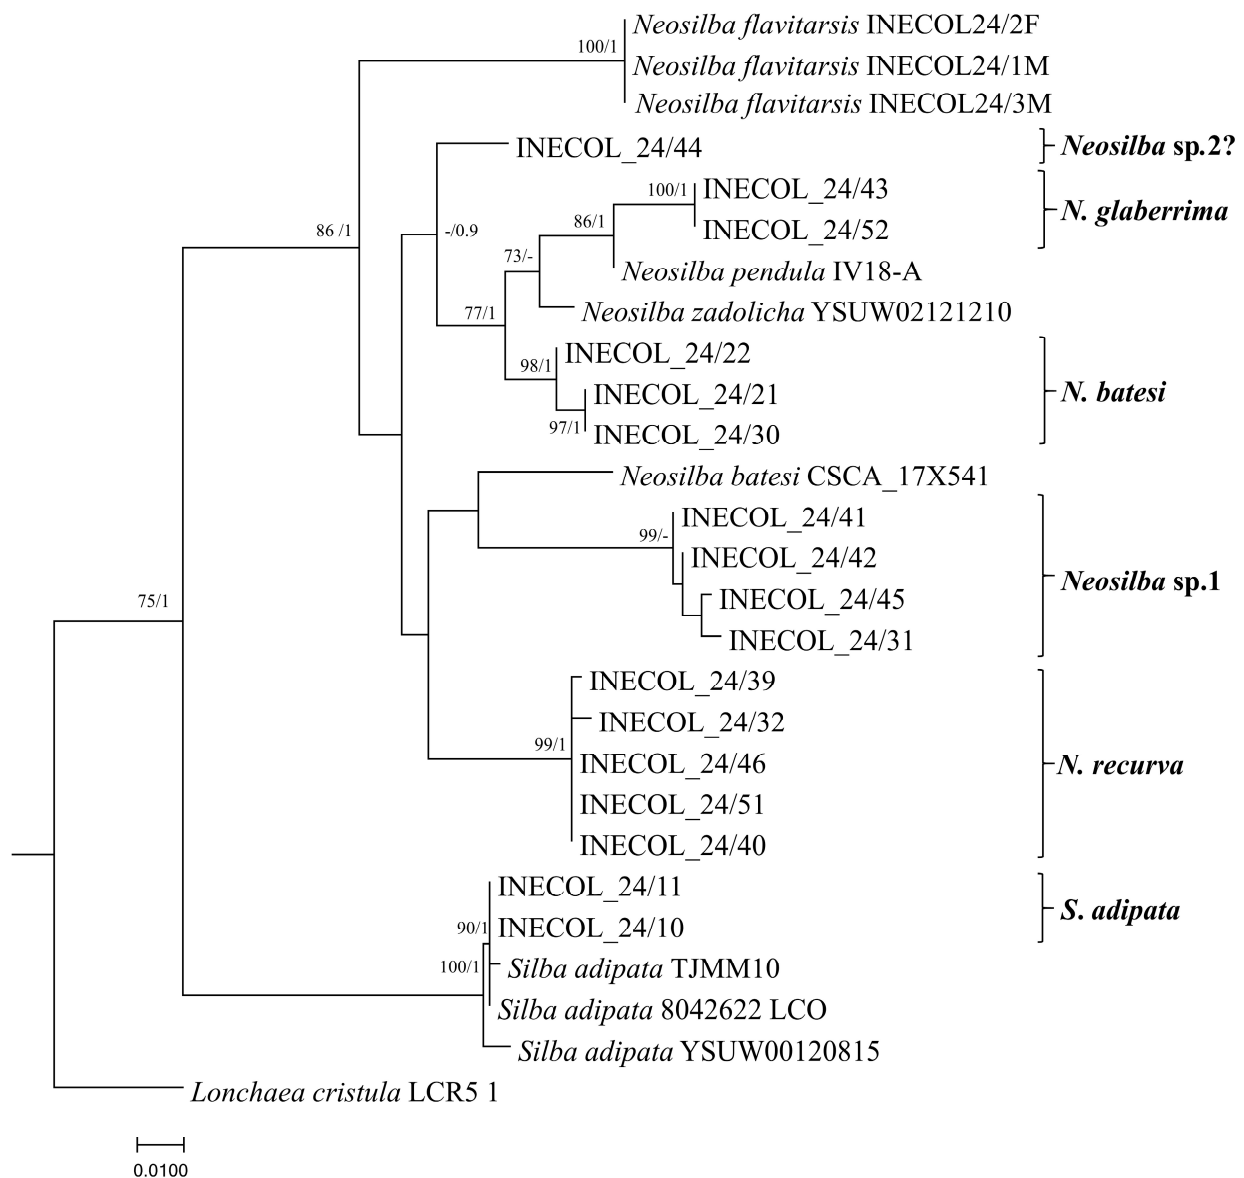 Neosilba flavitarsis INECOL24/2F
100/1
Neosilba flavitarsis INECOL24/1M
Neosilba flavitarsis INECOL24/3M
INECOL_24/44
Neosilba sp.2?
100/1
INECOL_24/43
N. glaberrima
86/1
INECOL_24/52
86 /1
-/0.9
73/-
Neosilba pendula IV18-A
77/1
Neosilba zadolicha YSUW02121210
98/1
INECOL_24/22
INECOL_24/21
N. batesi
97/1
INECOL_24/30
Neosilba batesi CSCA_17X541
INECOL_24/41
99/-
INECOL_24/42
Neosilba sp.1
75/1
INECOL_24/45
INECOL_24/31
INECOL_24/39
INECOL_24/32
99/1
INECOL_24/46
N. recurva
INECOL_24/51
INECOL_24/40
INECOL_24/11
S. adipata
90/1
INECOL_24/10
100/1
Silba adipata TJMM10
Silba adipata 8042622 LCO
Silba adipata YSUW00120815
Lonchaea cristula LCR5 1
0.0100